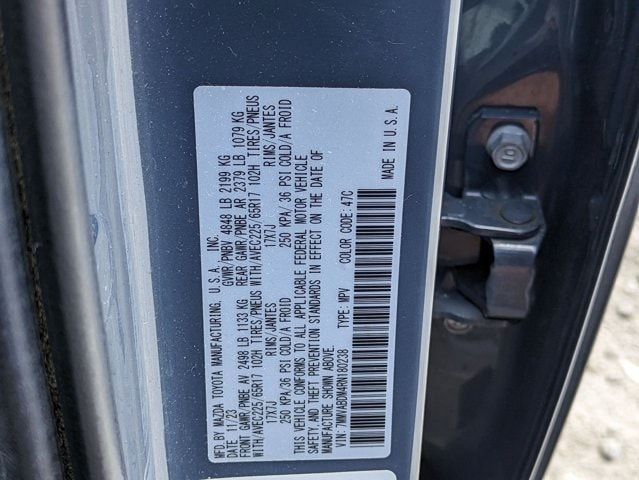 MFD. BY MAZDA TOYOTA MANUFACTURING, U.S.A. INC.
DATE: 11/23 GVWR/PNBV 4848 LB 2199 KG
FRONT GAWR/PNBE AV 2498 LB 1133 KG REAR GAWR/PNBE AR 2379 LB 1079 KG
WITH/AVEC225/65R17 102H TIRES/PNEUS WITH/AVEC225/65R17 102H TIRES/PNEUS
17X7J RIMS/JANTES 17X7J RIMS/JANTES
250 KPA/36 PSI COLD/A FROID 250 KPA/36 PSI COLD/A FROID
THIS VEHICLE CONFORMS TO ALL APPLICABLE FEDERAL MOTOR VEHICLE
SAFETY, AND THEFT PREVENTION STANDARDS IN EFFECT ON THE DATE OF
MANUFACTURE SHOWN ABOVE.
VIN: 7MMVABDM4RN180238 TYPE: MPV COLOR CODE: 47C
MADE IN U.S.A.